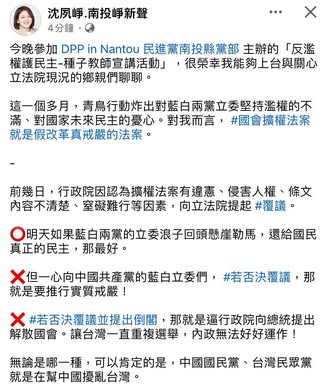 沈夙崢.南投崢新聲
4分鐘・
今晚參加 DPP in Nantou 民進黨南投縣黨部 主辦的「反濫
權護民主-種子教師宣講活動」，很榮幸我能夠上台與關心
立法院現況的鄉親們聊聊。
這一個多月，青鳥行動炸出對藍白兩黨立委堅持濫權的不
滿、對國家未來民主的憂心。對我而言， #國會擴權法案
就是假改革真戒嚴的法案。
-
前幾日，行政院因認為擴權法案有違憲、侵害人權、條文
內容不清楚、窒礙難行等因素，向立法院提起 #覆議。
⭕明天如果藍白兩黨的立委浪子回頭懸崖勒馬，還給國民
真正的民主，那最好。
❌但一心向中國共產黨的藍白立委們， #若否決覆議，那
就是要推行實質戒嚴！
❌ #若否決覆議並提出倒閣，那就是逼行政院向總統提出
解散國會。讓台灣一直重複選舉，內政無法好好運作！
無論是哪一種，可以肯定的是，中國國民黨、台灣民眾黨
就是在幫中國擾亂台灣。